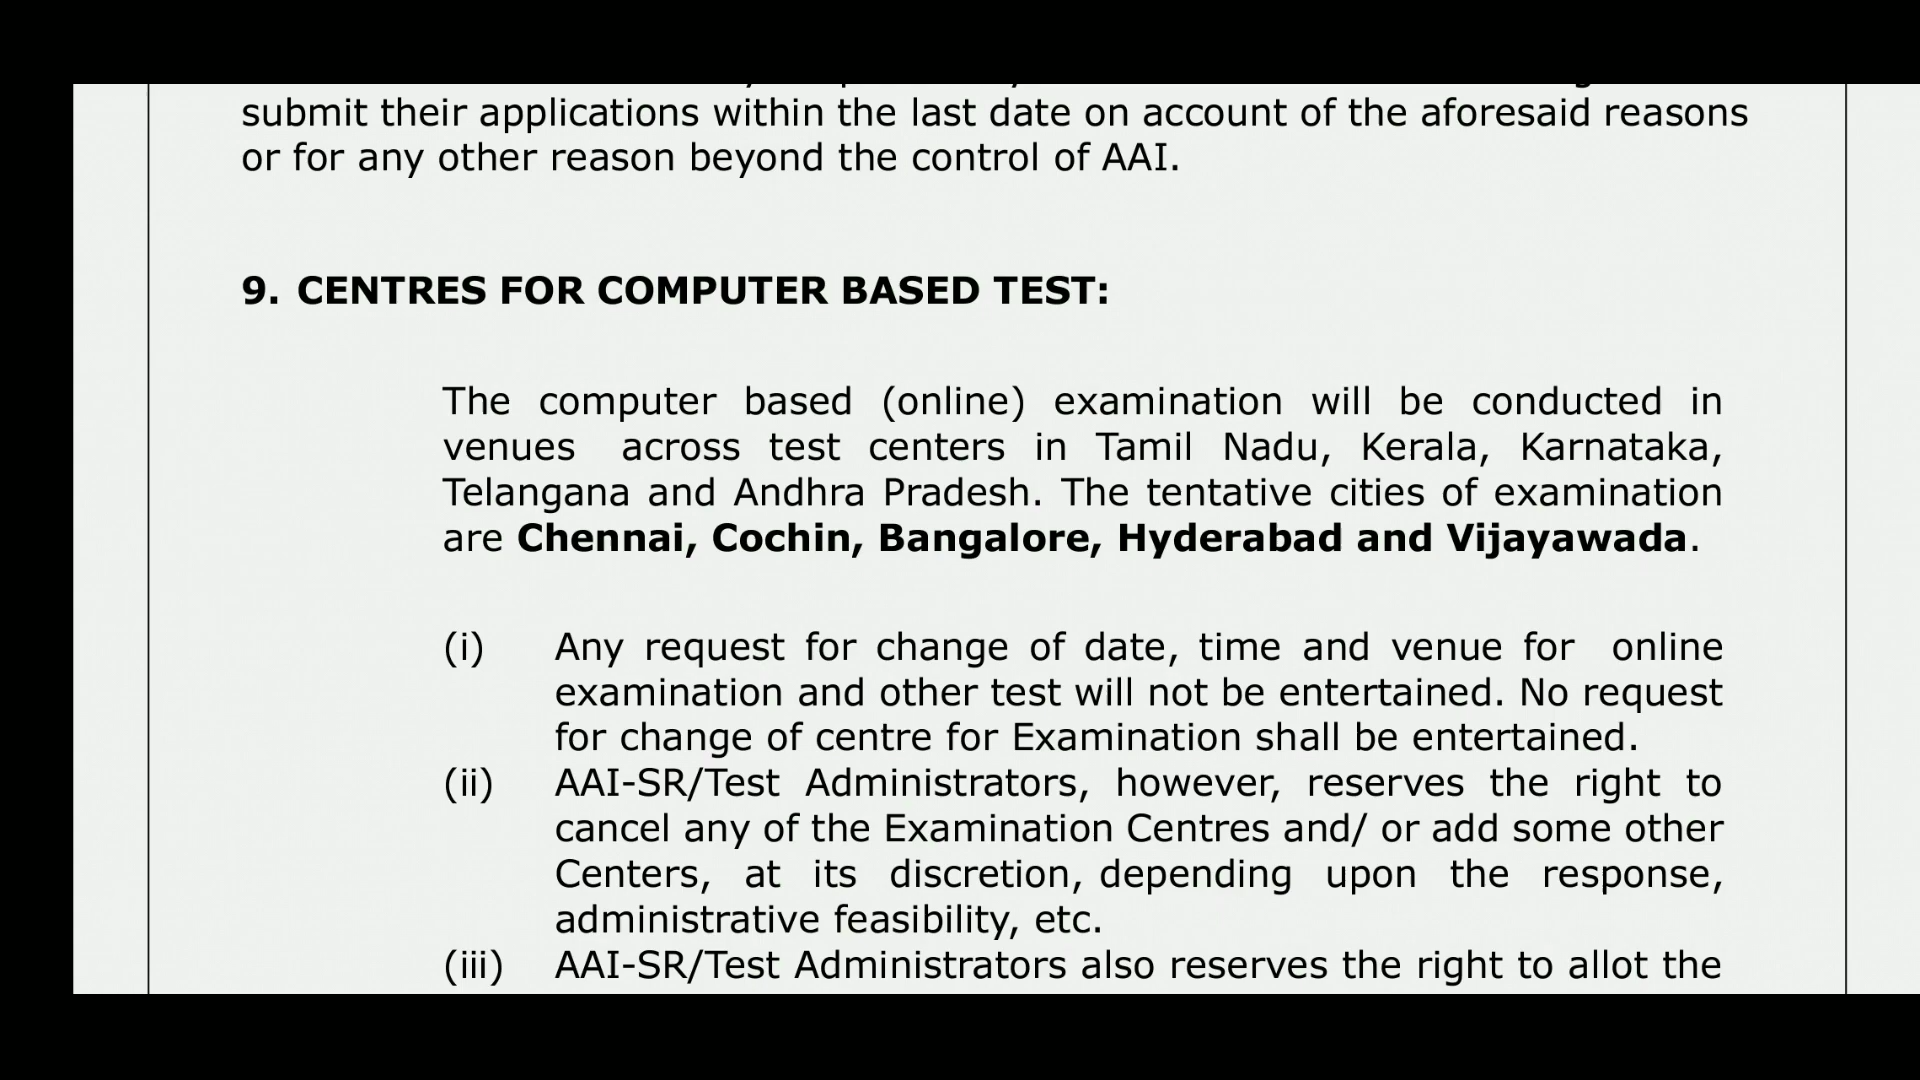 submit their applications within the last date on account of the aforesaid reasons
or for any other reason beyond the control of AAI.
9. CENTRES FOR COMPUTER BASED TEST:
The computer based (online) examination will be conducted in
venues across test centers in Tamil Nadu, Kerala, Karnataka,
Telangana and Andhra Pradesh. The tentative cities of examination
are Chennai, Cochin, Bangalore, Hyderabad and Vijayawada.
(i) Any request for change of date, time and venue for online
examination and other test will not be entertained. No request
for change of centre for Examination shall be entertained.
(ii) AAI-SR/Test Administrators, however, reserves the right to
cancel any of the Examination Centres and/ or add some other
Centers, at its discretion, depending upon the response,
administrative feasibility, etc.
(iii) AAI-SR/Test Administrators also reserves the right to allot the